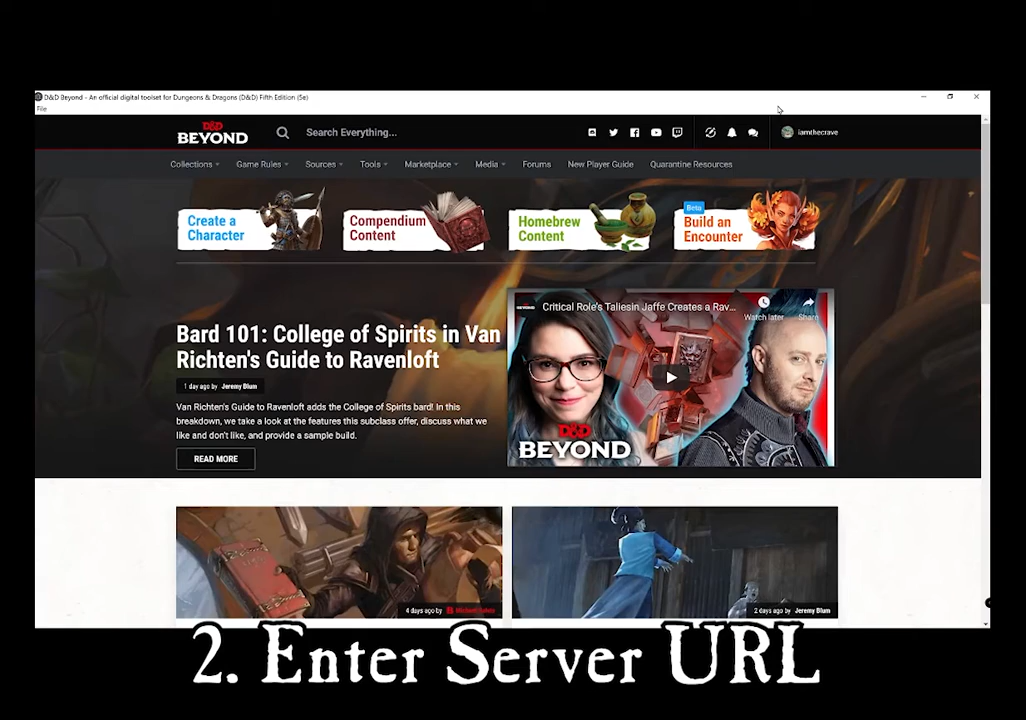 D&D Beyond - An official digital toolset for Dungeons & Dragons (D&D) Fifth Edition (5e)
File
D&D
BEYOND
Search Everything...
iamthecrave
Collections
Game Rules
Sources
Tools
Marketplace
Media
Forums
New Player Guide
Quarantine Resources
Create a
Character
Compendium
Content
Homebrew
Content
Beta
Build an
Encounter
Bard 101: College of Spirits in Van
Richten's Guide to Ravenloft
1 day ago by Jeremy Blum
Van Richten's Guide to Ravenloft adds the College of Spirits bard! In this
breakdown, we take a look at the features this subclass offer, discuss what we
like and don't like, and provide a sample build.
READ MORE
BEYOND
Critical Role's Taliesin Jaffe Creates a Rav...
Watch later
Share
D&D
BEYOND
4 days ago by
2 days ago by Jeremy Blum
2. Enter Server URL